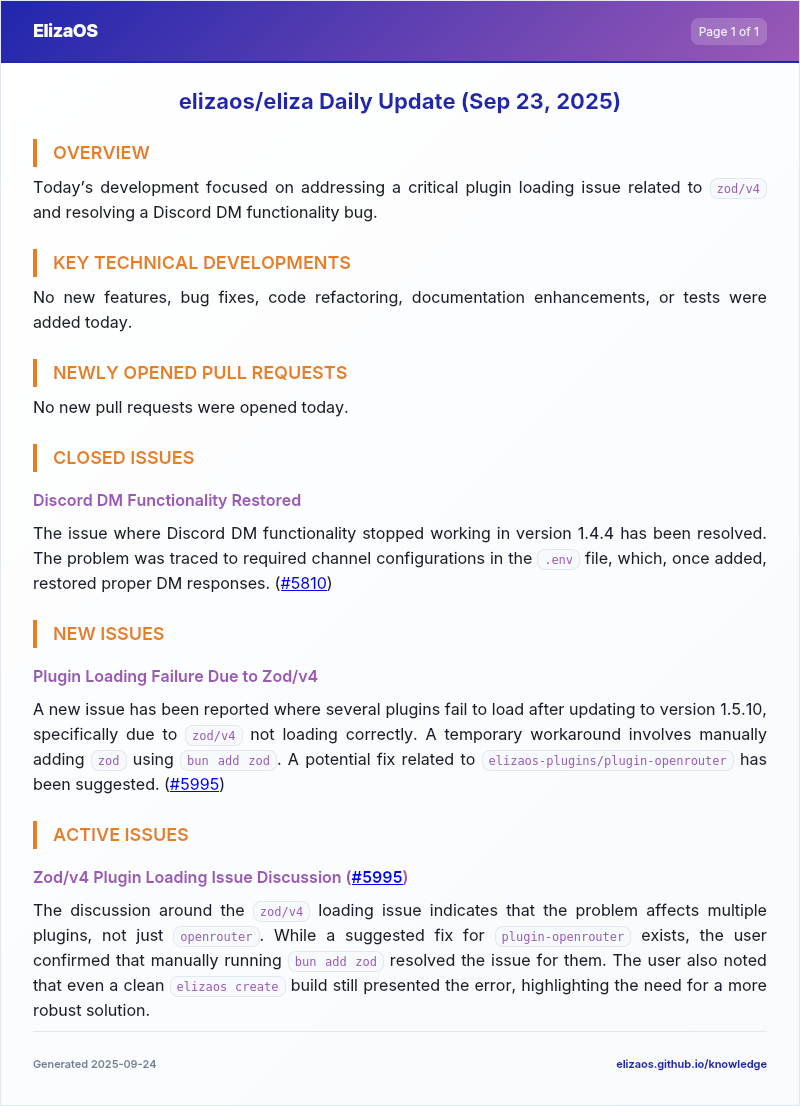 ElizaOS
Page 1 of 1
elizaos/eliza Daily Update (Sep 23, 2025)
OVERVIEW
Today's development focused on addressing a critical plugin loading issue related to zod/v4
and resolving a Discord DM functionality bug.
KEY TECHNICAL DEVELOPMENTS
No new features, bug fixes, code refactoring, documentation enhancements, or tests were
added today.
NEWLY OPENED PULL REQUESTS
No new pull requests were opened today.
CLOSED ISSUES
Discord DM Functionality Restored
The issue where Discord DM functionality stopped working in version 1.4.4 has been resolved.
The problem was traced to required channel configurations in the .env file, which, once added,
restored proper DM responses. (#5810)
NEW ISSUES
Plugin Loading Failure Due to Zod/v4
A new issue has been reported where several plugins fail to load after updating to version 1.5.10,
specifically due to zod/v4 not loading correctly. A temporary workaround involves manually
adding zod using bun add zod. A potential fix related to elizaos-plugins/plugin-openrouter has
been suggested. (#5995)
ACTIVE ISSUES
Zod/v4 Plugin Loading Issue Discussion (#5995)
The discussion around the zod/v4 loading issue indicates that the problem affects multiple
plugins, not just openrouter. While a suggested fix for plugin-openrouter exists, the user
confirmed that manually running bun add zod resolved the issue for them. The user also noted
that even a clean elizaos create build still presented the error, highlighting the need for a more
robust solution.
Generated 2025-09-24
elizaos.github.io/knowledge